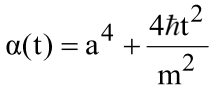 α(t) = a⁴ + 4ħt² / m²